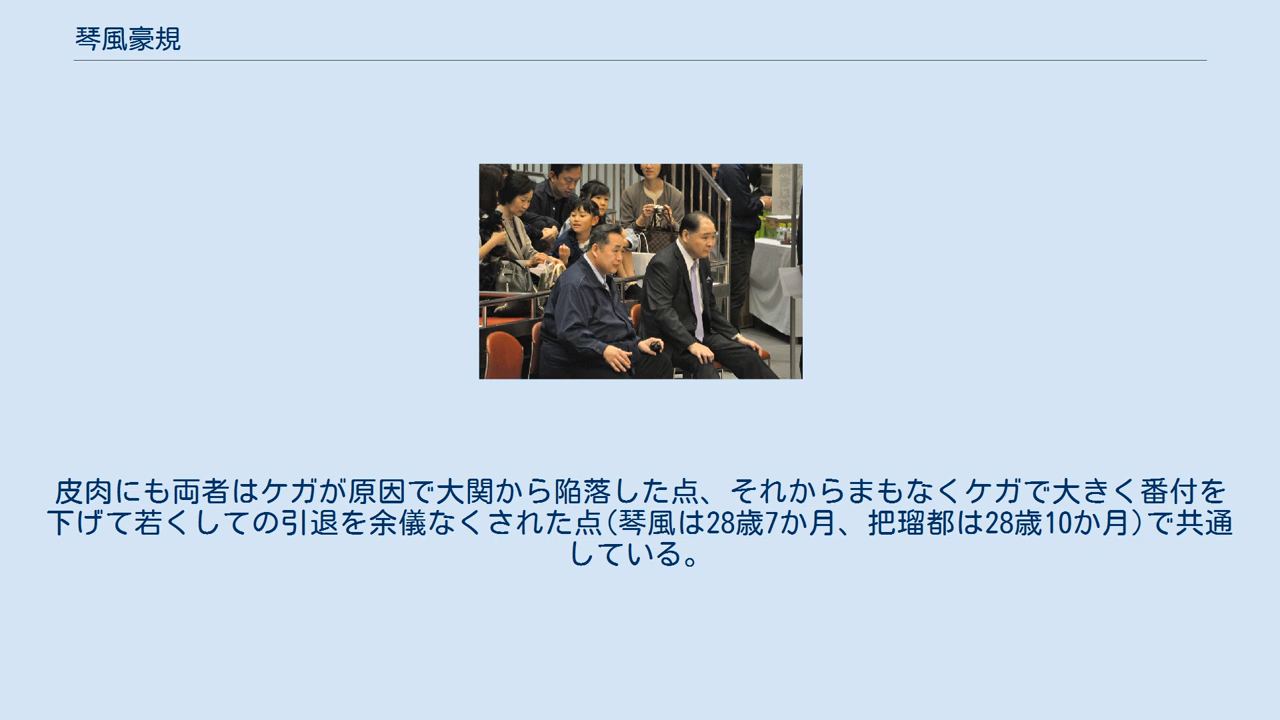 琴風豪規
皮肉にも両者はケガが原因で大関から陥落した点、それからまもなくケガで大きく番付を
下げて若くしての引退を余儀なくされた点(琴風は28歳7か月、把瑠都は28歳10か月)で共通
している。